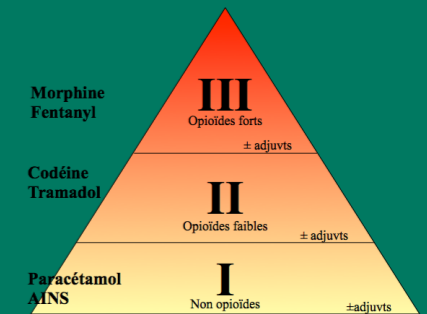 III
Morphine
Fentanyl
Opioïdes forts
± adjuvts
Codéine
Tramadol
II
Opioïdes faibles
± adjuvts
I
Paracétamol
AINS
Non opioïdes
±adjuvts